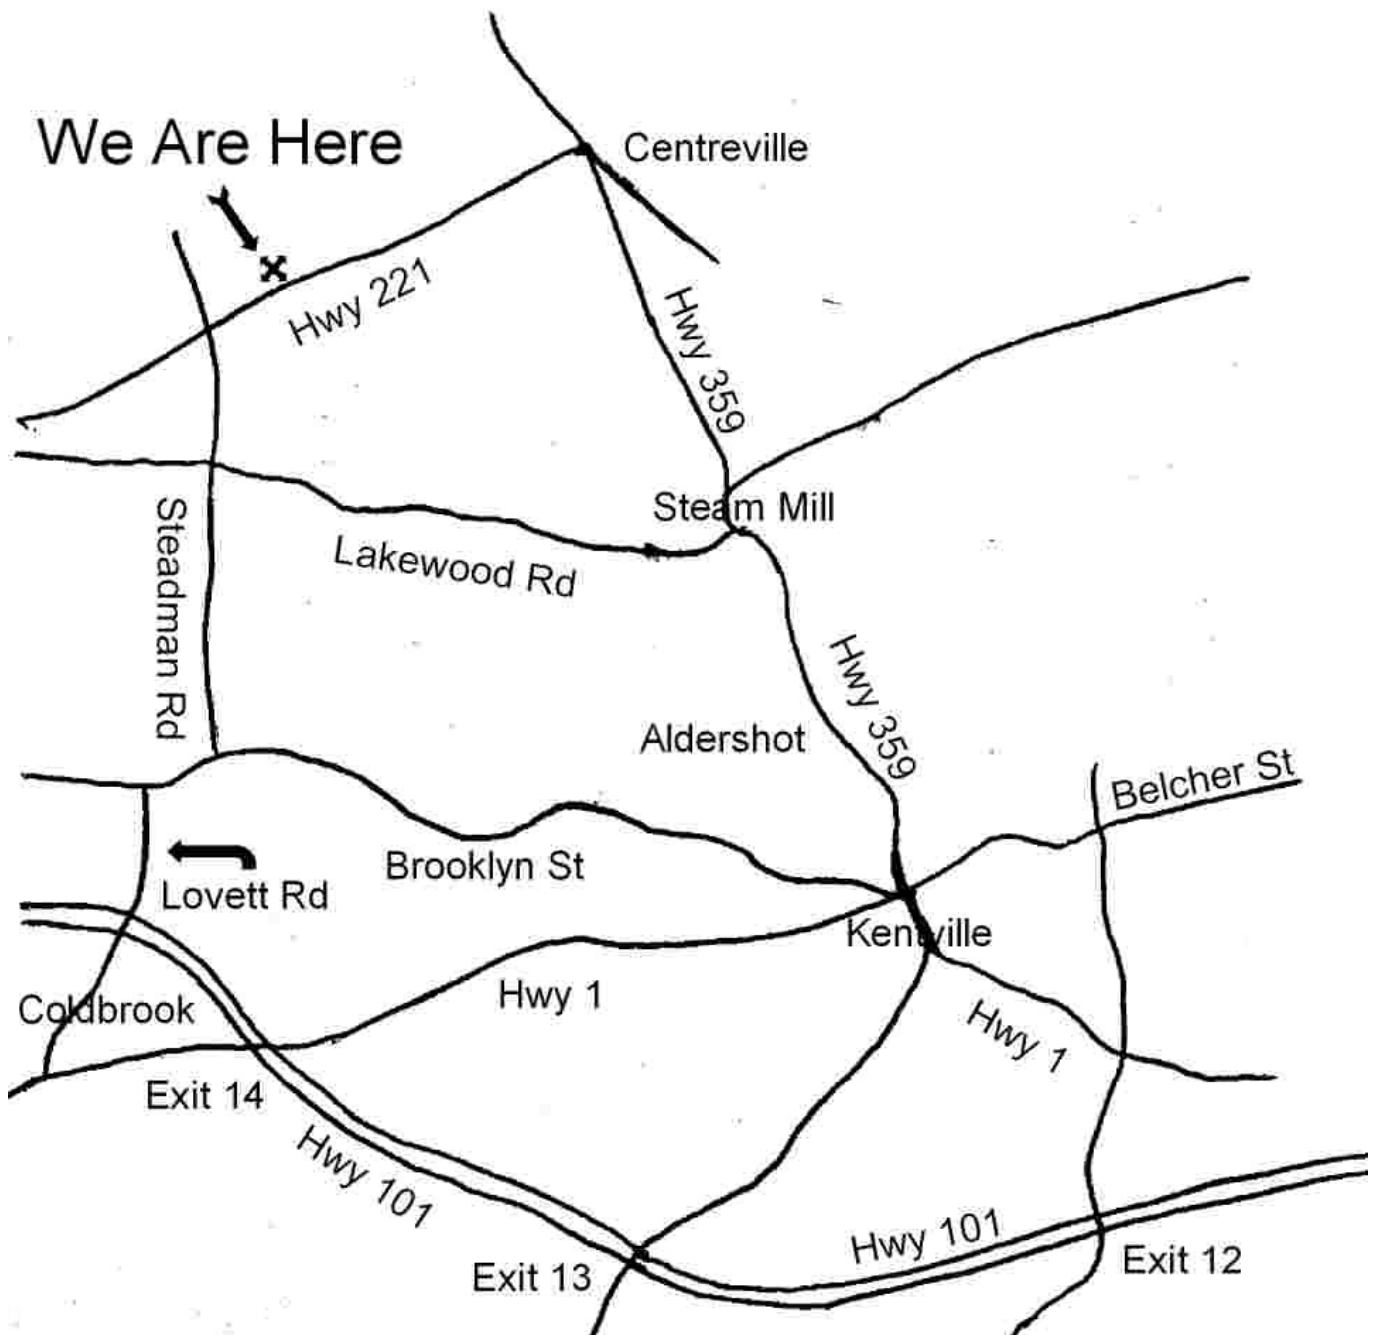 We Are Here
Centreville
Hwy 221
Hwy 359
Steam Mill
Lakewood Rd
Steadman Rd
Hwy 359
Aldershot
Belcher St
Brooklyn St
Lovett Rd
Kentville
Hwy 1
Coldbrook
Hwy 1
Exit 14
Hwy 101
Hwy 101
Exit 12
Exit 13